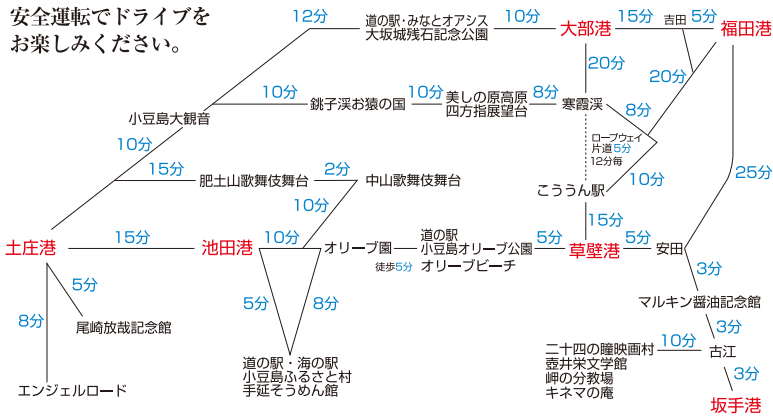 安全運転でドライブを
お楽しみください。
12分
道の駅・みなとオアシス
大坂城残石記念公園
10分
大部港
15分
吉田
5分
福田港
20分
20分
小豆島大観音
10分
銚子渓お猿の国
10分
美しの原高原
四方指展望台
8分
寒霞渓
8分
ロープウェイ
片道5分
12分毎
10分
10分
15分
肥土山歌舞伎舞台
2分
中山歌舞伎舞台
こううん駅
25分
10分
15分
土庄港
15分
池田港
10分
オリーブ園
徒歩5分
道の駅
小豆島オリーブ公園
オリーブビーチ
5分
草壁港
5分
安田
3分
5分
8分
尾崎放哉記念館
エンジェルロード
5分
8分
道の駅・海の駅
小豆島ふるさと村
手延そうめん館
マルキン醤油記念館
3分
二十四の瞳映画村
壺井栄文学館
岬の分教場
キネマの庵
10分
古江
3分
坂手港